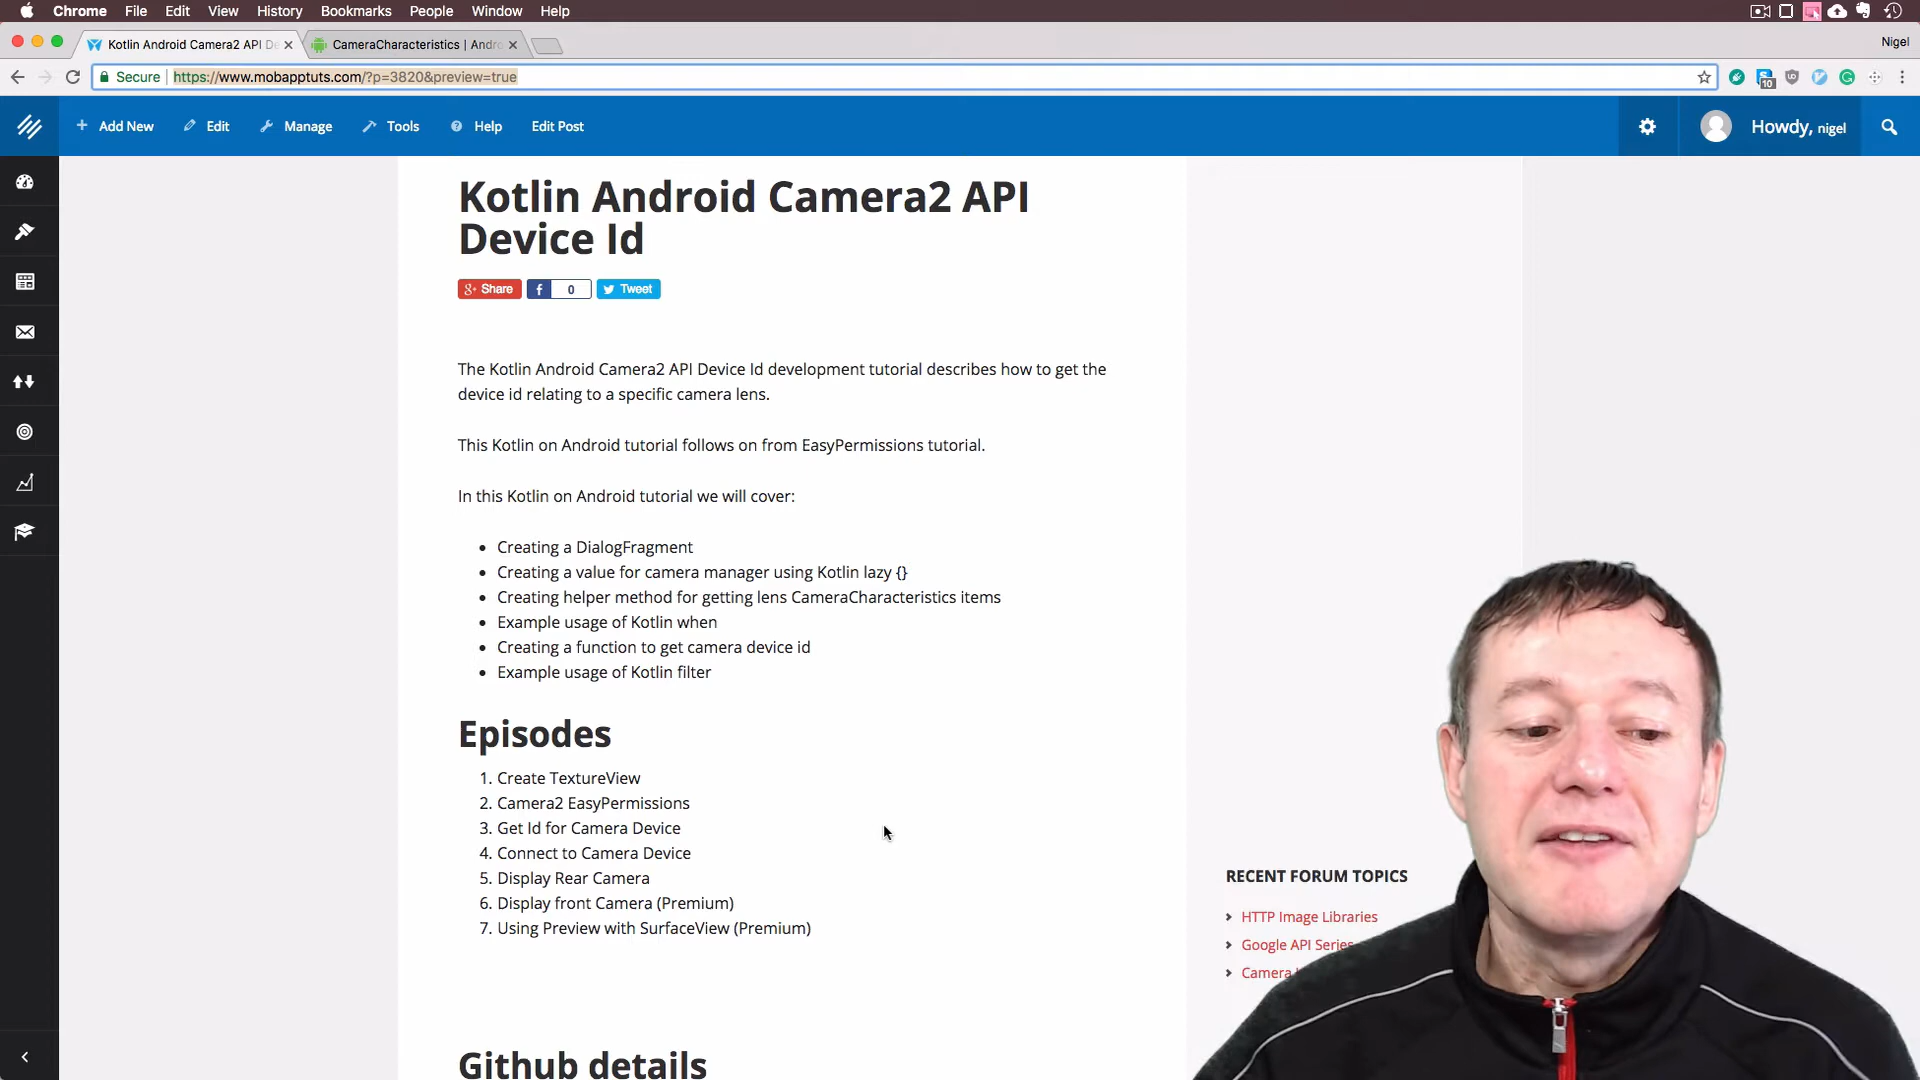 Chrome File Edit View History Bookmarks People Window Help
Kotlin Android Camera2 API De
CameraCharacteristics | Andro
Nigel
Secure https://www.mobapptuts.com/?p=3820&preview=true
10
Add New Edit Manage Tools Help Edit Post Howdy, nigel
Kotlin Android Camera2 API
Device Id
Share 0 Tweet
The Kotlin Android Camera2 API Device Id development tutorial describes how to get the
device id relating to a specific camera lens.
This Kotlin on Android tutorial follows on from EasyPermissions tutorial.
In this Kotlin on Android tutorial we will cover:
• Creating a DialogFragment
• Creating a value for camera manager using Kotlin lazy {}
• Creating helper method for getting lens CameraCharacteristics items
• Example usage of Kotlin when
• Creating a function to get camera device id
• Example usage of Kotlin filter
Episodes
1. Create TextureView
2. Camera2 EasyPermissions
3. Get Id for Camera Device
4. Connect to Camera Device
5. Display Rear Camera
6. Display front Camera (Premium)
7. Using Preview with SurfaceView (Premium)
RECENT FORUM TOPICS
HTTP Image Libraries
Google API Series
Camera
Github details